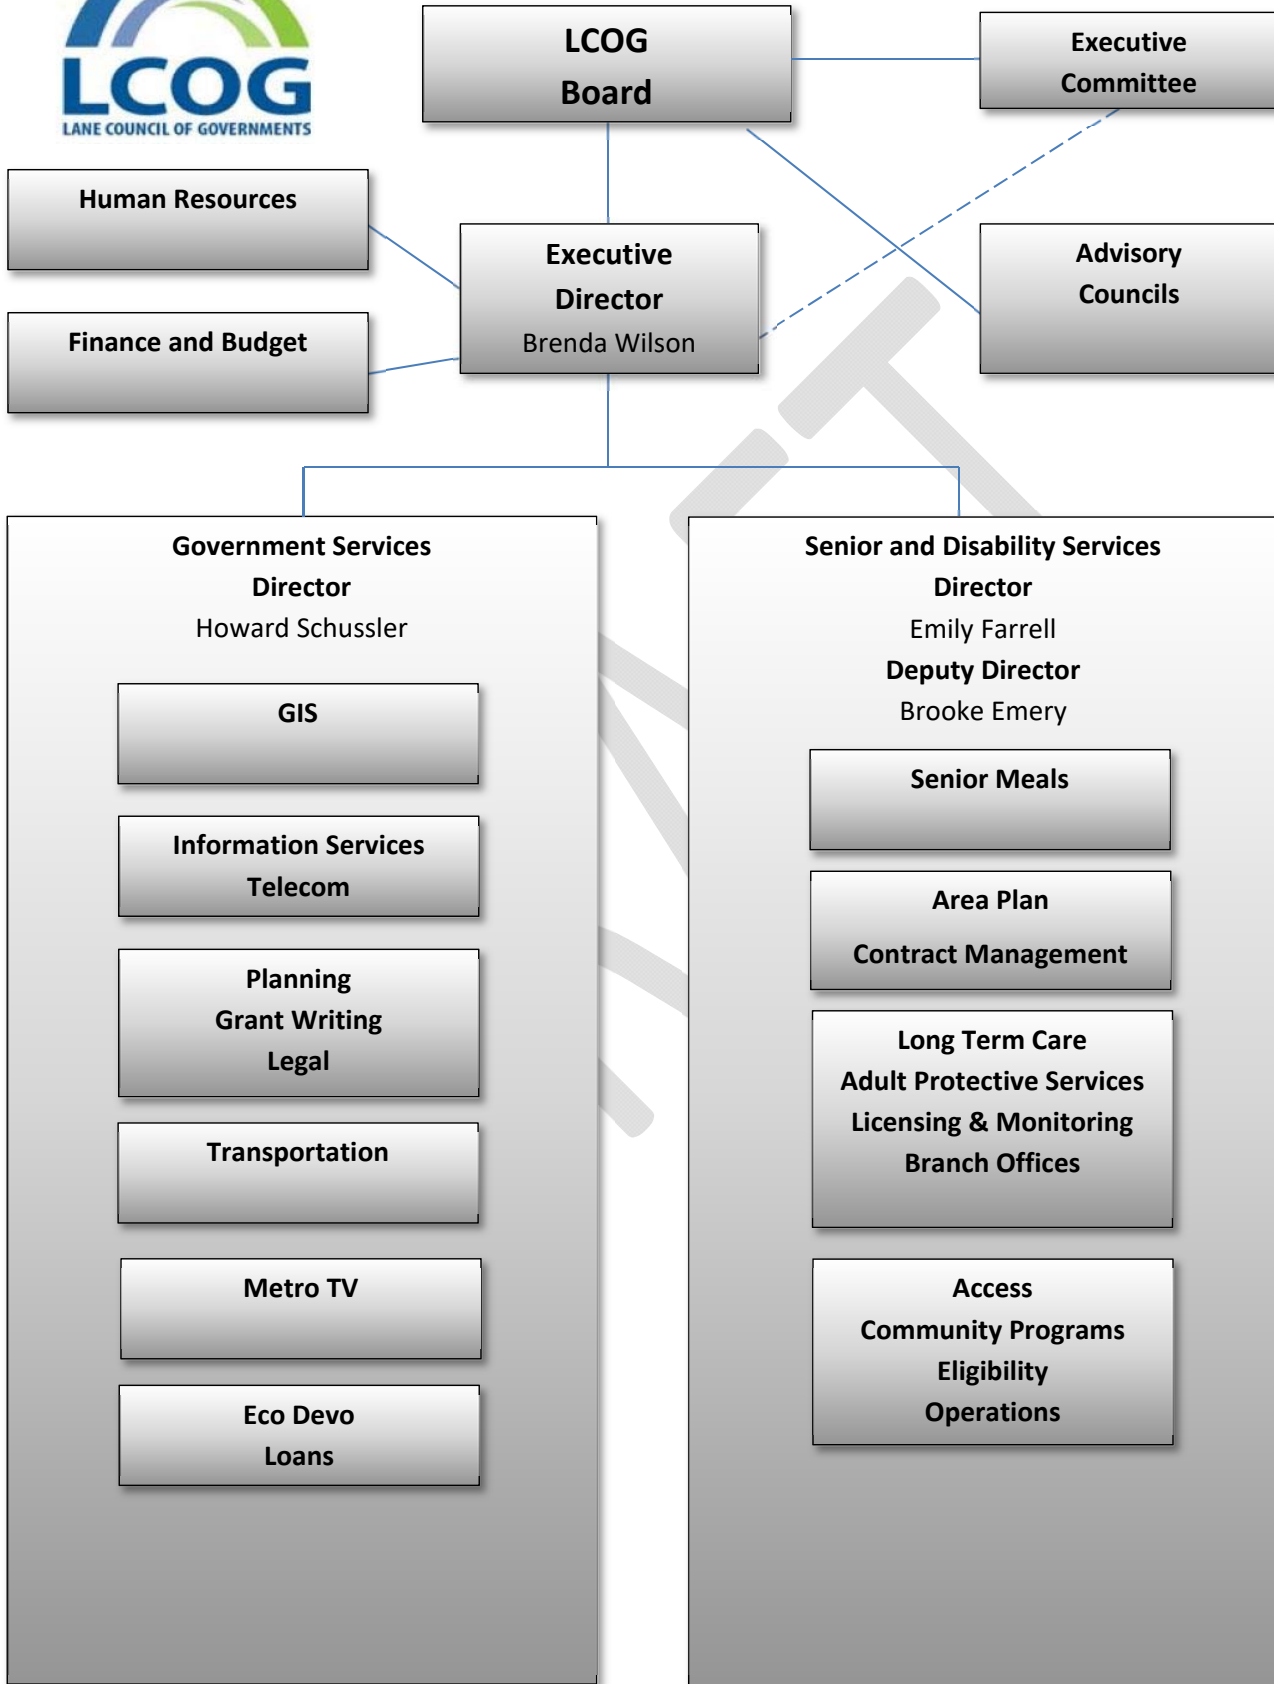 LCOG
LANE COUNCIL OF GOVERNMENTS
LCOG
Board
Executive
Committee
Human Resources
Executive
Director
Brenda Wilson
Advisory
Councils
Finance and Budget
Government Services
Director
Howard Schussler
GIS
Information Services
Telecom
Planning
Grant Writing
Legal
Transportation
Metro TV
Eco Devo
Loans
Senior and Disability Services
Director
Emily Farrell
Deputy Director
Brooke Emery
Senior Meals
Area Plan
Contract Management
Long Term Care
Adult Protective Services
Licensing & Monitoring
Branch Offices
Access
Community Programs
Eligibility
Operations